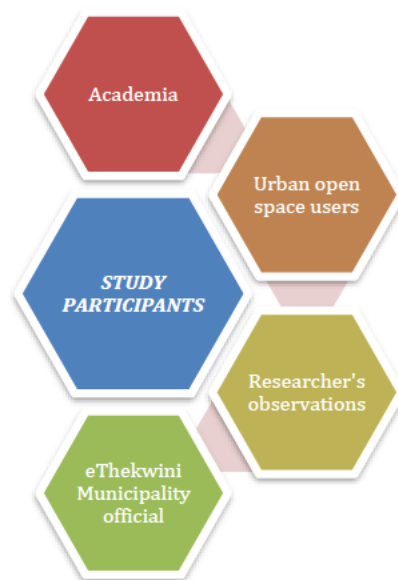 Academia
Urban open
space users
STUDY
PARTICIPANTS
Researcher's
observations
eThekwini
Municipality
official